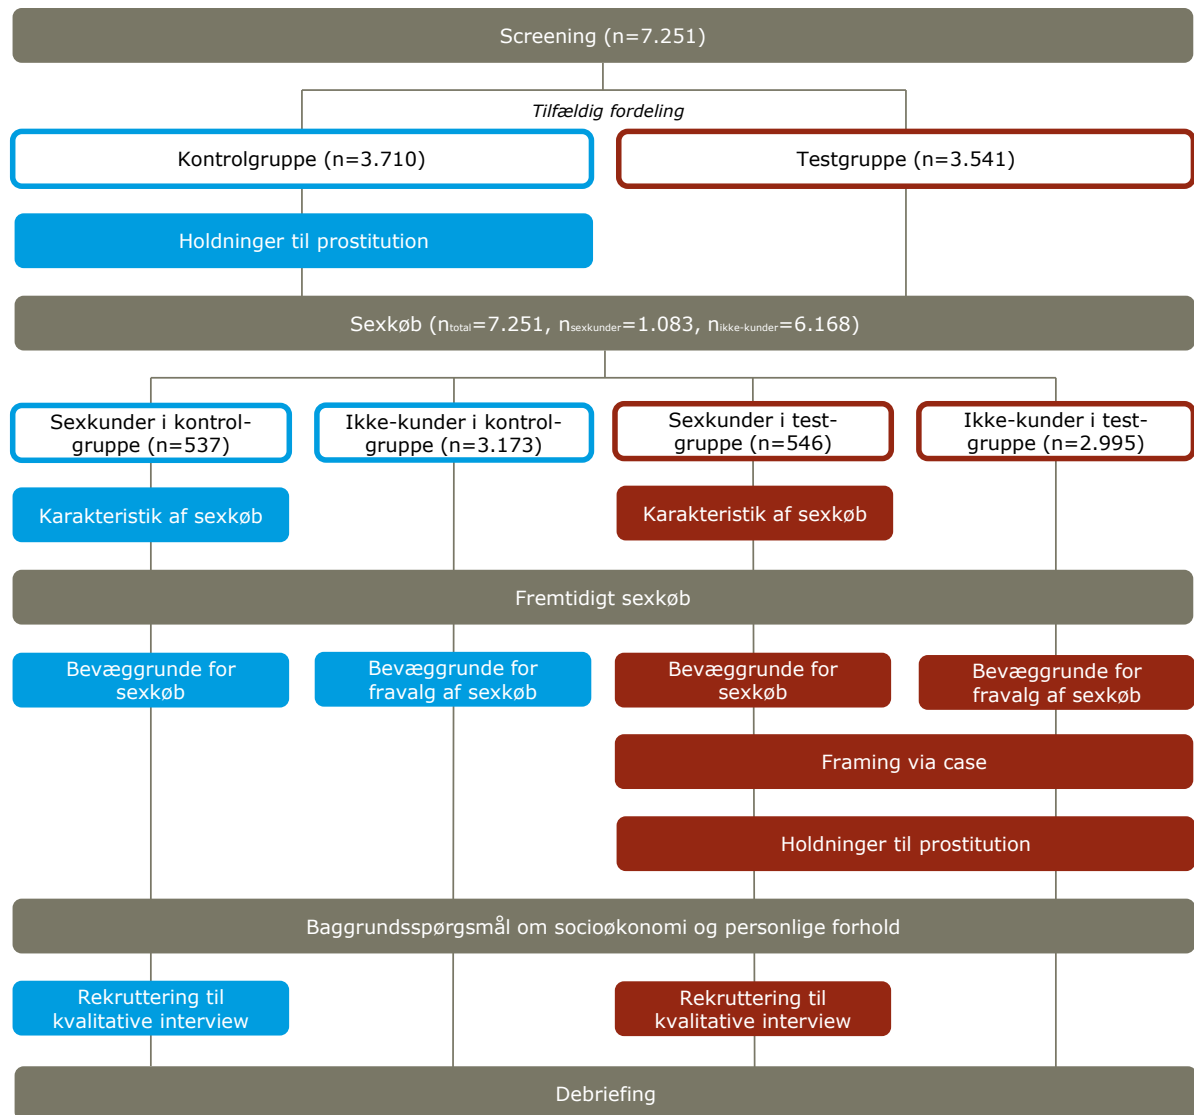 Screening (n=7.251)
Tilfældig fordeling
Kontrolgruppe (n=3.710)
Testgruppe (n=3.541)
Holdninger til prostitution
Sexkøb (ntotal=7.251, nsexkunder=1.083, nikke-kunder=6.168)
Sexkunder i kontrol-
gruppe (n=537)
Ikke-kunder i kontrol-
gruppe (n=3.173)
Sexkunder i test-
gruppe (n=546)
Ikke-kunder i test-
gruppe (n=2.995)
Karakteristik af sexkøb
Karakteristik af sexkøb
Fremtidigt sexkøb
Bevæggrunde for
sexkøb
Bevæggrunde for
fravalg af sexkøb
Bevæggrunde for
sexkøb
Bevæggrunde for
fravalg af sexkøb
Framing via case
Holdninger til prostitution
Baggrundsspørgsmål om socioøkonomi og personlige forhold
Rekruttering til
kvalitative interview
Rekruttering til
kvalitative interview
Debriefing